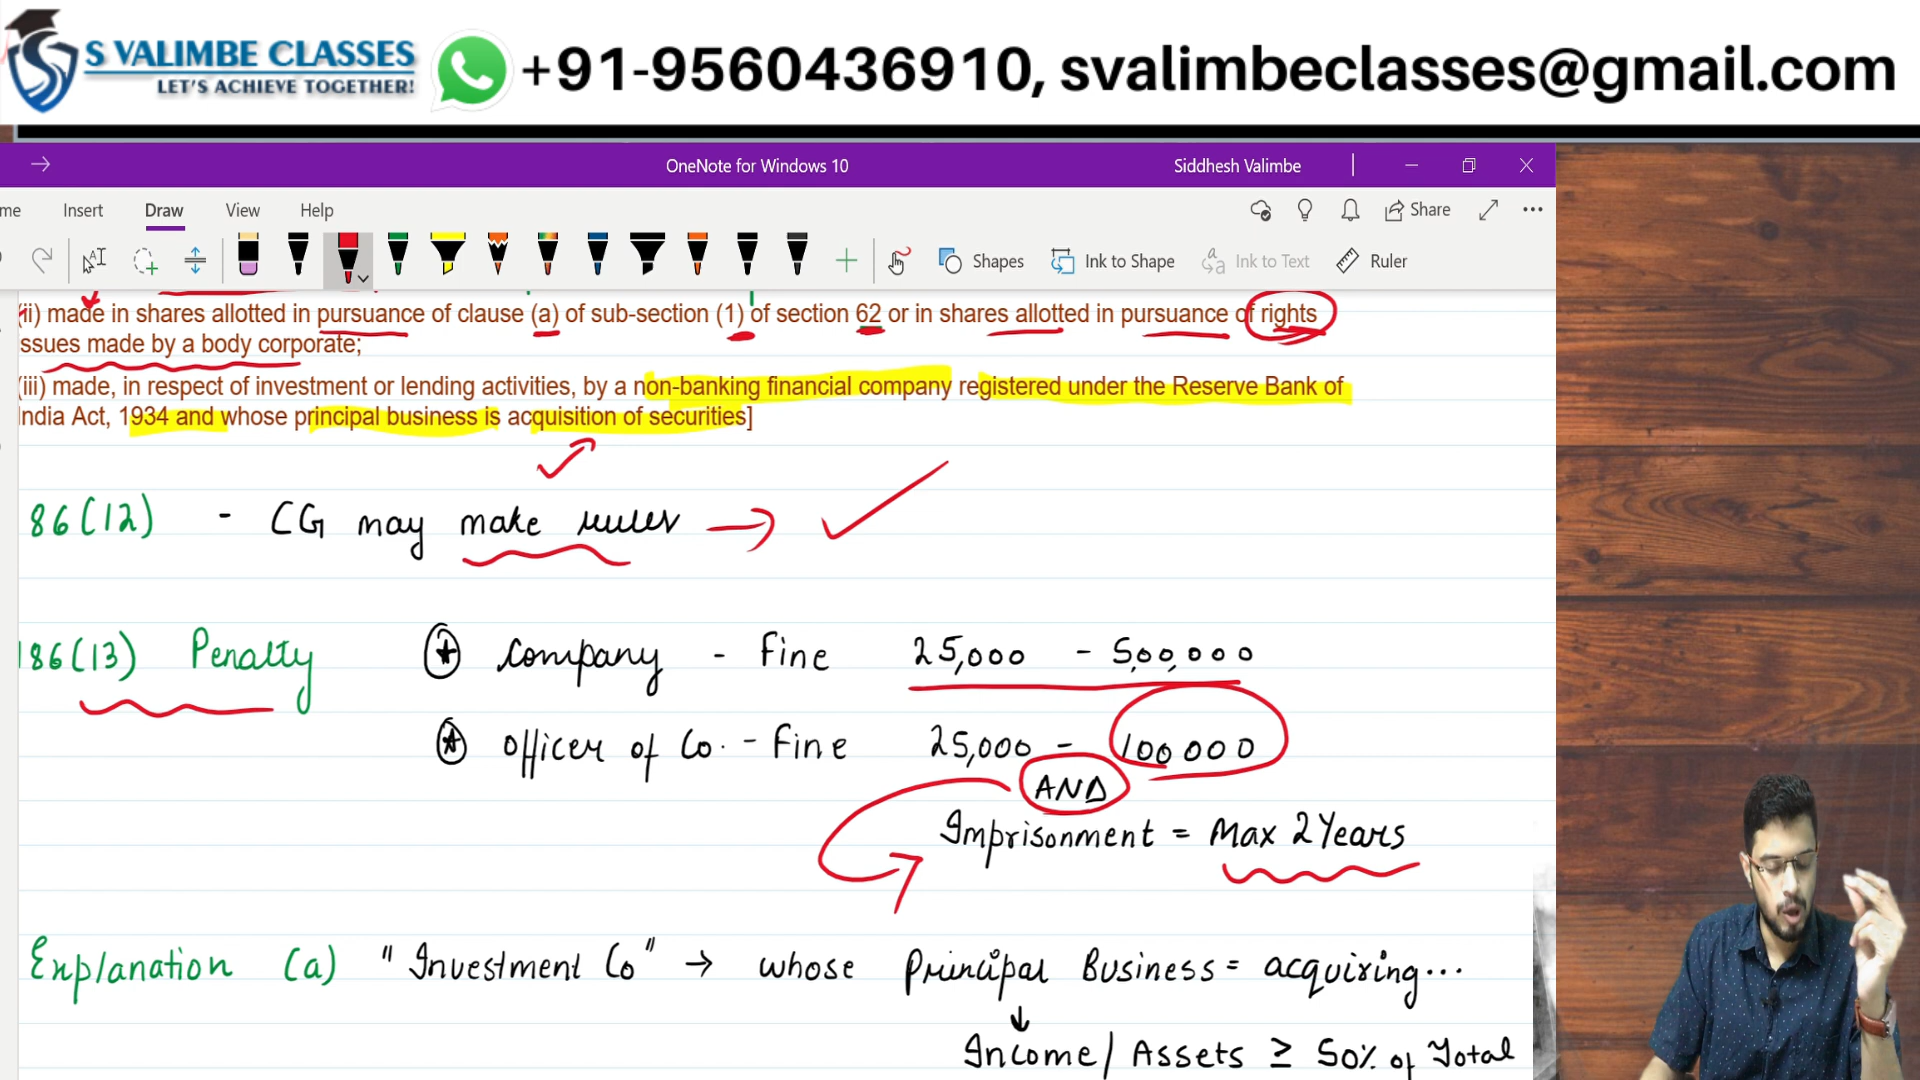 S VALIMBE CLASSES
LET'S ACHIEVE TOGETHER!
+91-9560436910, svalimbeclasses@gmail.com
OneNote for Windows 10
Siddhesh Valimbe
me Insert Draw View Help
Share
Shapes Ink to Shape Ink to Text Ruler
(ii) made in shares allotted in pursuance of clause (a) of sub-section (1) of section 62 or in shares allotted in pursuance of rights
ssues made by a body corporate;
(iii) made, in respect of investment or lending activities, by a non-banking financial company registered under the Reserve Bank of
India Act, 1934 and whose principal business is acquisition of securities]
86(12) - CG may make rules →
186(13) Penalty
Company - Fine 25,000 - 5,00,000
Officer of Co. - Fine 25,000 - 100000
AND
Imprisonment = Max 2 Years
Explanation (a) "Investment Co" → whose Principal Business = acquiring...
↓
Income/ Assets ≥ 50% of Total